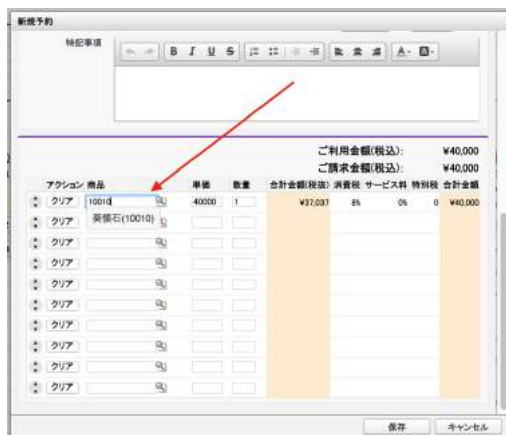 新規予約
特記事項
B I U S
A A
ご利用金額(税込): ¥40,000
ご請求金額(税込): ¥40,000
アクション 商品 単価 数量 合計金額(税抜) 消費税 サービス料 特別税 合計金額
クリア 10010 40000 1 ¥37,037 8% 0% 0 ¥40,000
クリア (10010)
クリア
クリア
クリア
クリア
クリア
クリア
クリア
クリア
保存 キャンセル